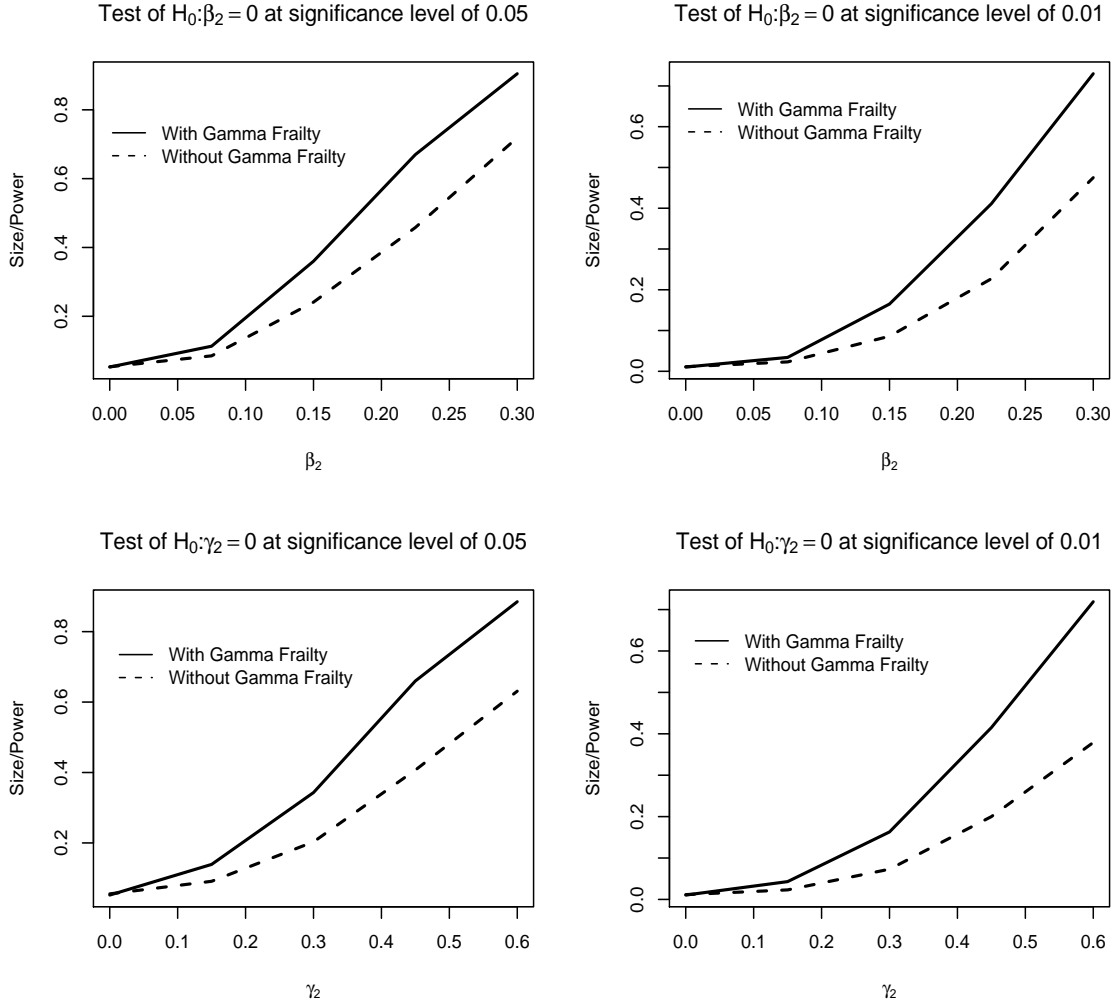 Test of H₀:β₂ = 0 at significance level of 0.05
Size/Power
0.2 0.4 0.6 0.8
With Gamma Frailty
Without Gamma Frailty
0.00 0.05 0.10 0.15 0.20 0.25 0.30
β₂
Test of H₀:β₂ = 0 at significance level of 0.01
Size/Power
0.0 0.2 0.4 0.6
With Gamma Frailty
Without Gamma Frailty
0.00 0.05 0.10 0.15 0.20 0.25 0.30
β₂
Test of H₀:γ₂ = 0 at significance level of 0.05
Size/Power
0.2 0.4 0.6 0.8
With Gamma Frailty
Without Gamma Frailty
0.0 0.1 0.2 0.3 0.4 0.5 0.6
γ₂
Test of H₀:γ₂ = 0 at significance level of 0.01
Size/Power
0.0 0.2 0.4 0.6
With Gamma Frailty
Without Gamma Frailty
0.0 0.1 0.2 0.3 0.4 0.5 0.6
γ₂